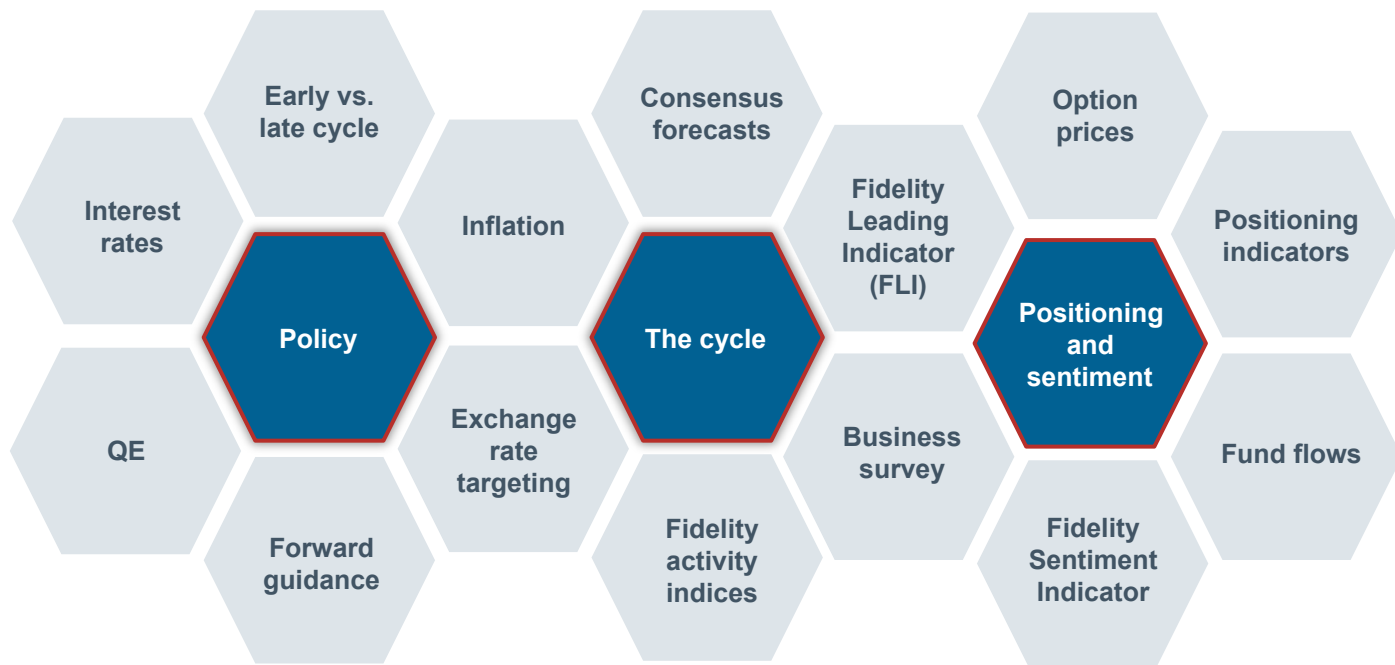 Early vs.
late cycle
Consensus
forecasts
Option
prices
Interest
rates
Inflation
Fidelity
Leading
Indicator
(FLI)
Positioning
indicators
Policy
The cycle
Positioning
and
sentiment
QE
Exchange
rate
targeting
Business
survey
Fund flows
Forward
guidance
Fidelity
activity
indices
Fidelity
Sentiment
Indicator